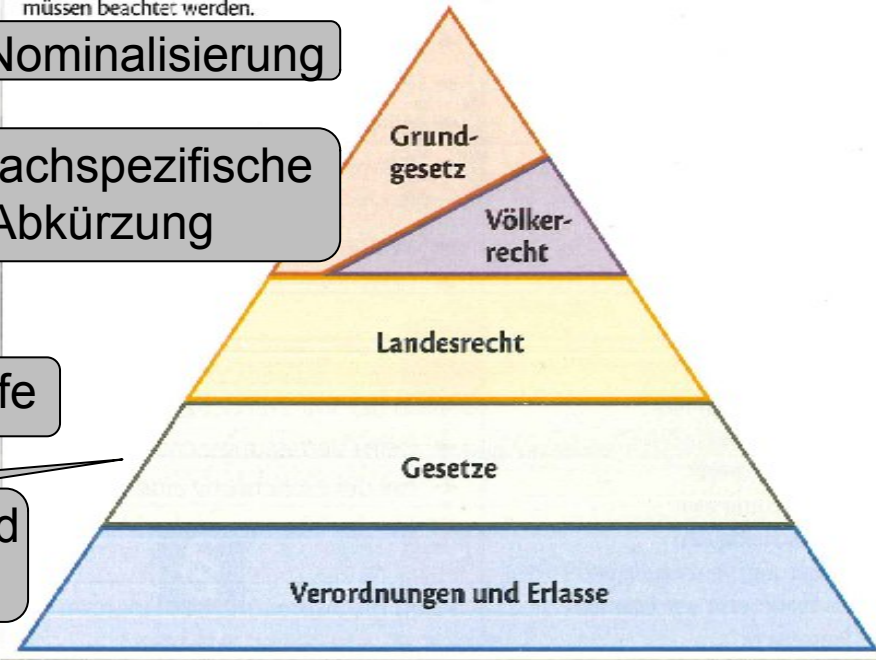 müssen beachtet werden.
Nominalisierung
achspezifische
Abkürzung
Grund-
gesetz
Völker-
recht
Landesrecht
fe
Gesetze
d
Verordnungen und Erlasse